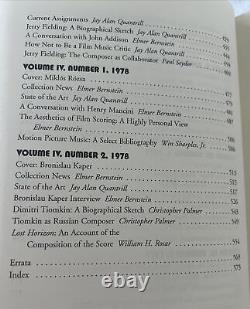 Current Assignments Jay Alan Quantrill
Jerry Fielding: A Biographical Sketch Jay Alan Quantrill
A Conversation with John Addison Elmer Bernstein
How Not to Be a Film Music Critic Jay Alan Quantrill
Jerry Fielding: The Composer as Collaborator Paul Seydor
VOLUME IV, NUMBER 1, 1978
Cover: Miklós Rózsa
Collection News Elmer Bernstein
State of the Art Jay Alan Quantrill
A Conversation with Henry Mancini Elmer Bernstein
The Aesthetics of Film Scoring: A Highly Personal View
Elmer Bernstein
Motion Picture Music: A Select Bibliography Win Sharples, Jr.
VOLUME IV, NUMBER 2, 1978
Cover: Bronislau Kaper
Collection News Elmer Bernstein 515
State of the Art Jay Alan Quantrill
Bronislau Kaper Interview Elmer Bernstein
Dimitri Tiomkin: A Biographical Sketch Christopher Palmer
Tiomkin as Russian Composer Christopher Palmer
Lost Horizon: An Account of the
Composition of the Score William H. Rosar 552
Errata
Index 575